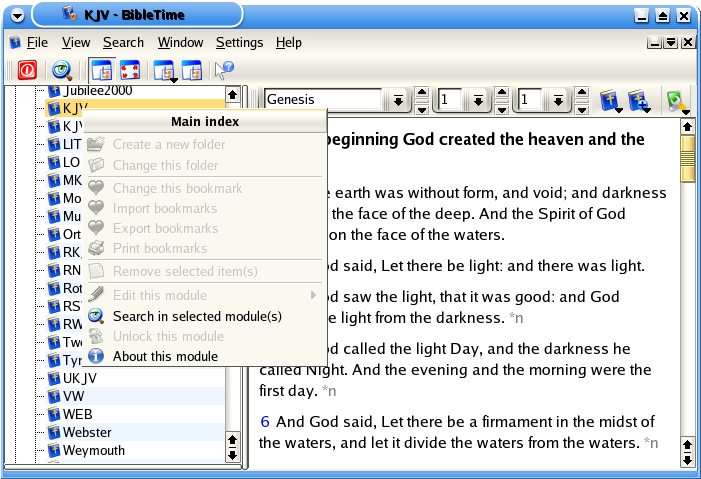 KJV - BibleTime
File View Search Window Settings Help
Jubilee2000
KJV
KJV
LIT
LO
MK
Mo
Mu
Ort
RK
RN
Rot
RS
RW
Twe
Tyr
UKJV
VW
WEB
Webster
Weymouth
Main index
Create a new folder
Change this folder
Change this bookmark
Import bookmarks
Export bookmarks
Print bookmarks
Remove selected item(s)
Edit this module
Search in selected module(s)
Unlock this module
About this module
Genesis 1 1
beginning God created the heaven and the
earth was without form, and void; and darkness
the face of the deep. And the Spirit of God
on the face of the waters.
said, Let there be light: and there was light.
saw the light, that it was good: and God
light from the darkness. *n
called the light Day, and the darkness he
called Night. And the evening and the morning were the
first day. *n
6 And God said, Let there be a firmament in the midst of
the waters, and let it divide the waters from the waters. *n